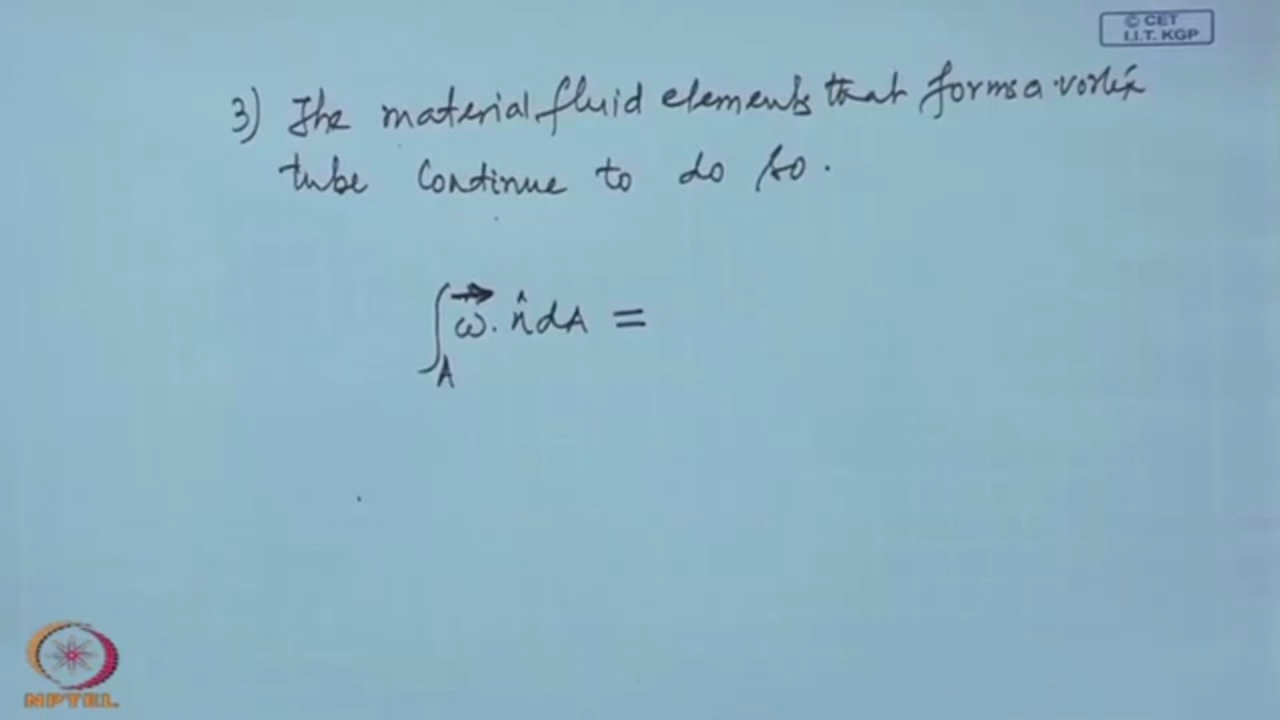 © CET
I.I.T. KGP
3) The material fluid elements that forms a vortex
tube continue to do so.
∫_A ω⃗ · n̂ dA =
NPTEL